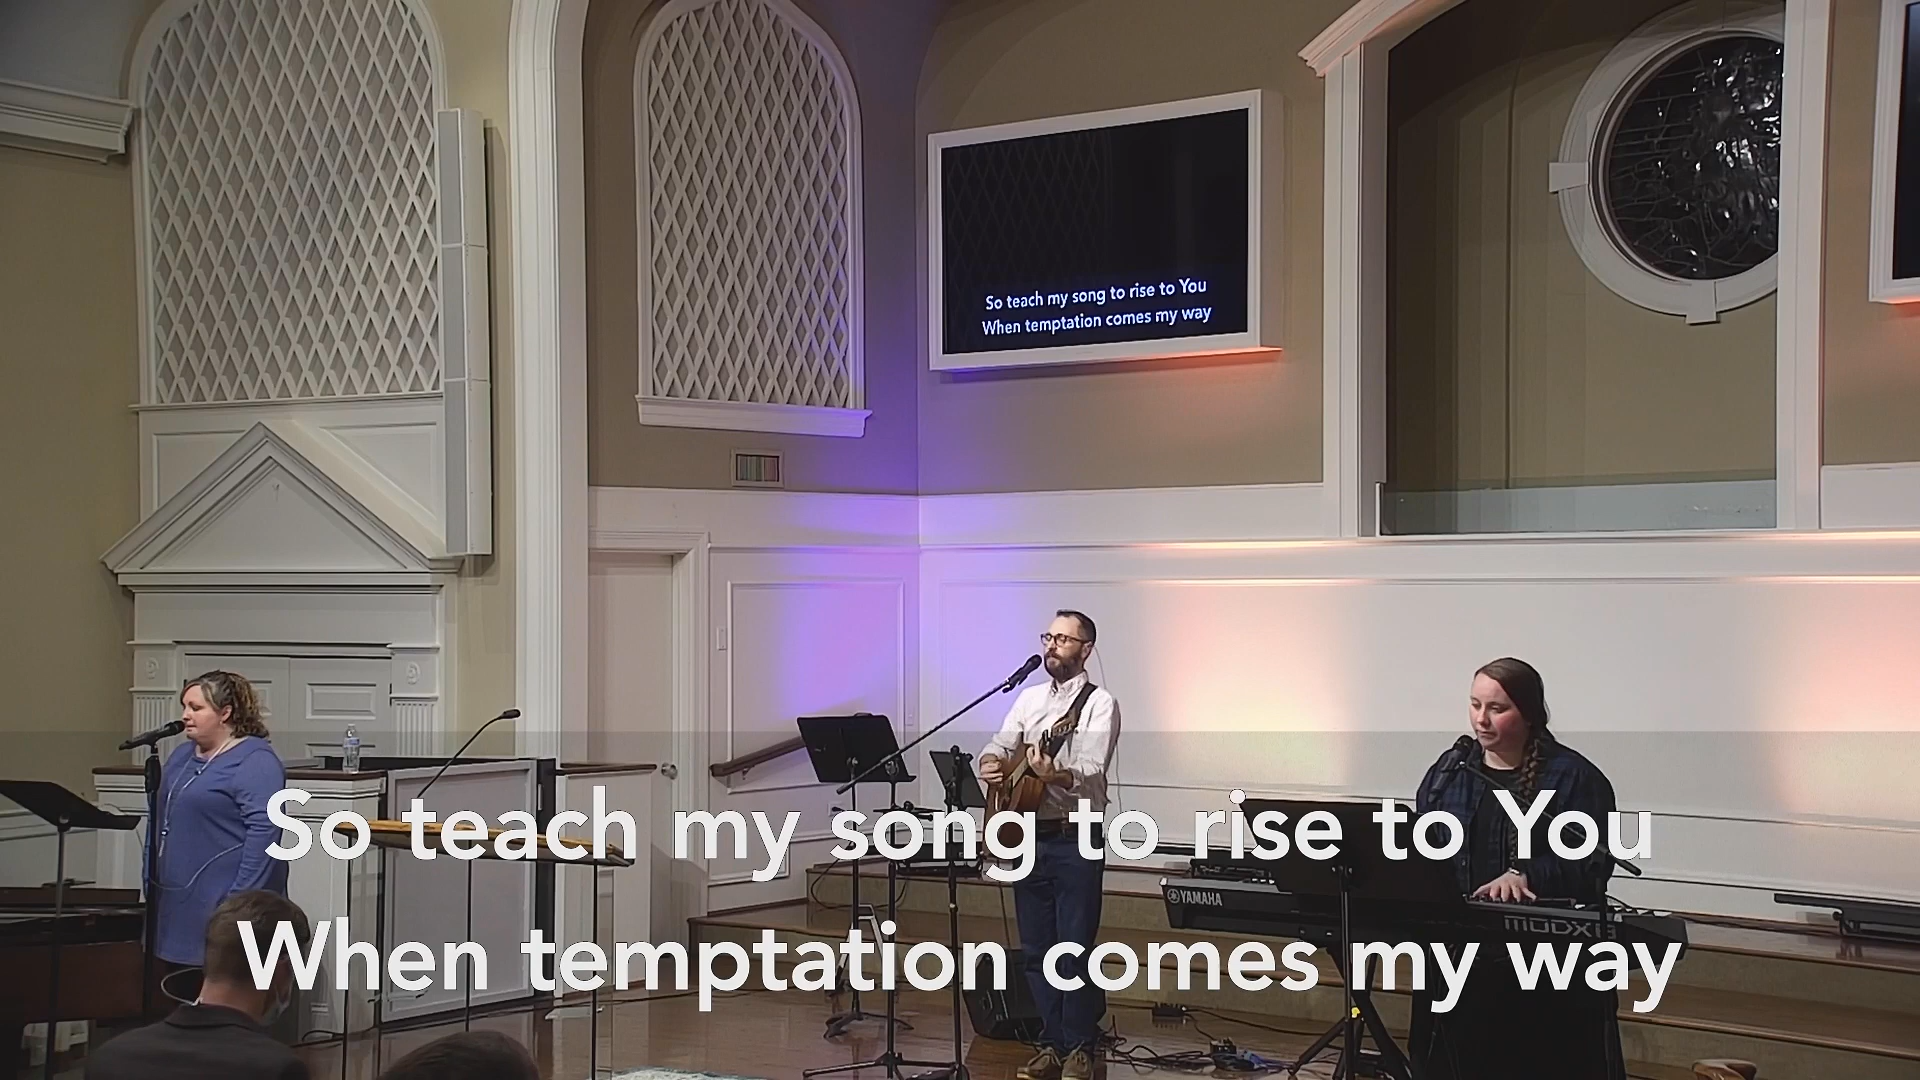 So teach my song to rise to You
When temptation comes my way
So teach my song to rise to You
When temptation comes my way
YAMAHA
MODX8